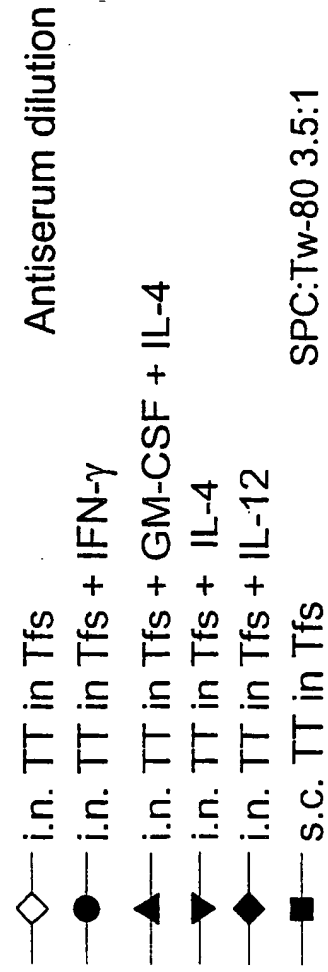 Antiserum dilution
i.n. TT in Tfs
i.n. TT in Tfs + IFN-γ
i.n. TT in Tfs + GM-CSF + IL-4
i.n. TT in Tfs + IL-4
i.n. TT in Tfs + IL-12
s.c. TT in Tfs
SPC:Tw-80 3.5:1